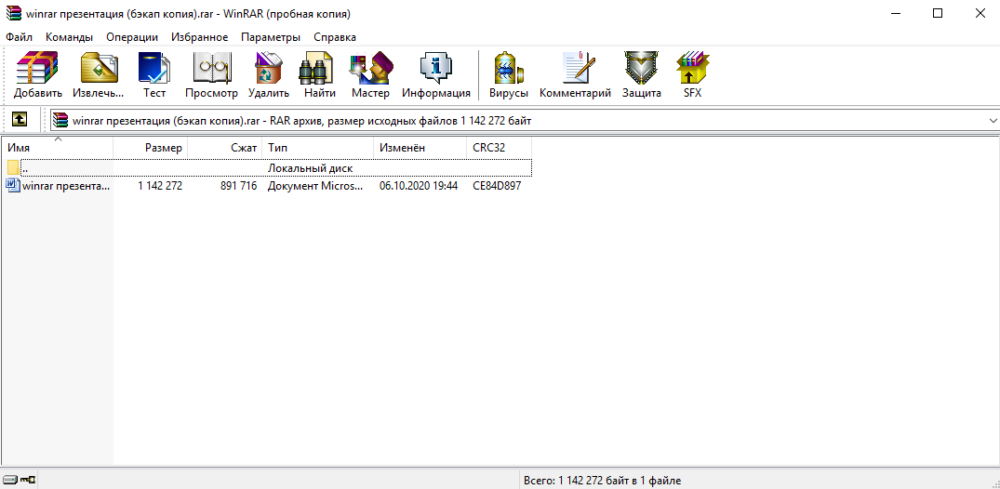 winrar презентация (бэкап копия).rar - WinRAR (пробная копия)
Файл Команды Операции Избранное Параметры Справка
Добавить Извлечь... Тест Просмотр Удалить Найти Мастер Информация Вирусы Комментарий Защита SFX
winrar презентация (бэкап копия).rar - RAR архив, размер исходных файлов 1 142 272 байт
Имя Размер Сжат Тип Изменён CRC32
.. Локальный диск
winrar презента... 1 142 272 891 716 Документ Micros... 06.10.2020 19:44 CE84D897
Всего: 1 142 272 байт в 1 файле